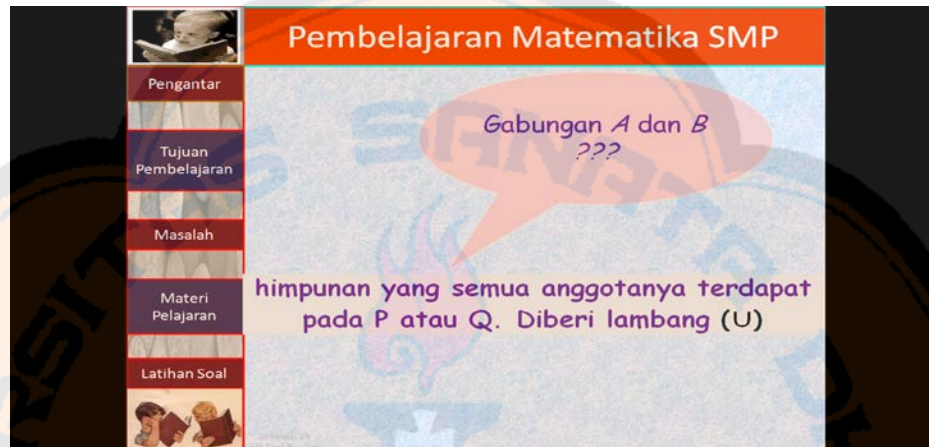 Pembelajaran Matematika SMP
Pengantar
Tujuan
Pembelajaran
Masalah
Materi
Pelajaran
Latihan Soal
Gabungan A dan B
???
himpunan yang semua anggotanya terdapat
pada P atau Q. Diberi lambang (U)
SANATA